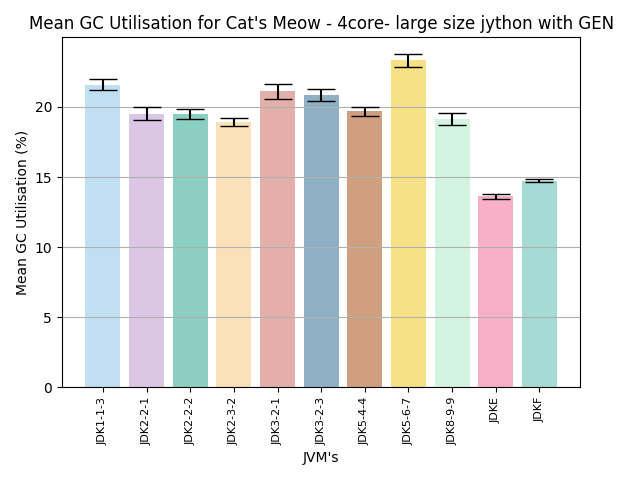 Mean GC Utilisation for Cat's Meow - 4core- large size jython with GEN
Mean GC Utilisation (%)
20
15
10
5
0
JDK1-1-3
JDK2-2-1
JDK2-2-2
JDK2-3-2
JDK3-2-1
JDK3-2-3
JDK5-4-4
JDK5-6-7
JDK8-9-9
JDKE
JDKF
JVM's